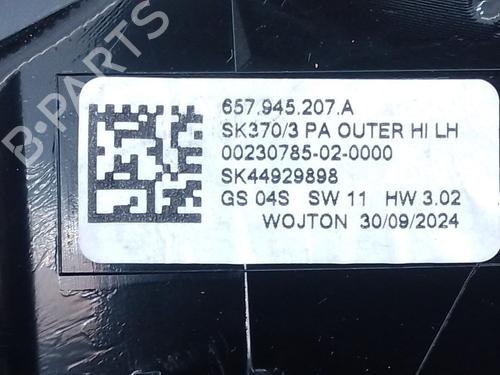 B-PARTS
657.945.207.A
SK370/3 PA OUTER HI LH
00230785-02-0000
SK44929898
GS 04S SW 11 HW 3.02
WOJTON 30/09/2024